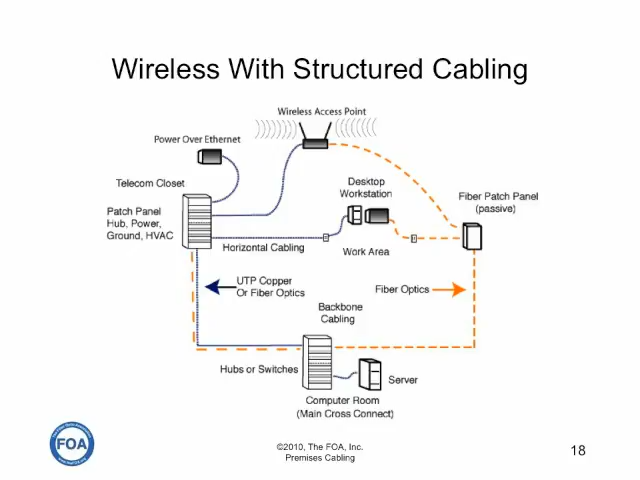 Wireless With Structured Cabling
Wireless Access Point
Power Over Ethernet
Telecom Closet
Desktop
Workstation
Fiber Patch Panel
(passive)
Patch Panel
Hub, Power,
Ground, HVAC
Horizontal Cabling
Work Area
UTP Copper
Or Fiber Optics
Fiber Optics
Backbone
Cabling
Hubs or Switches
Server
Computer Room
(Main Cross Connect)
FOA
©2010, The FOA, Inc.
Premises Cabling
18